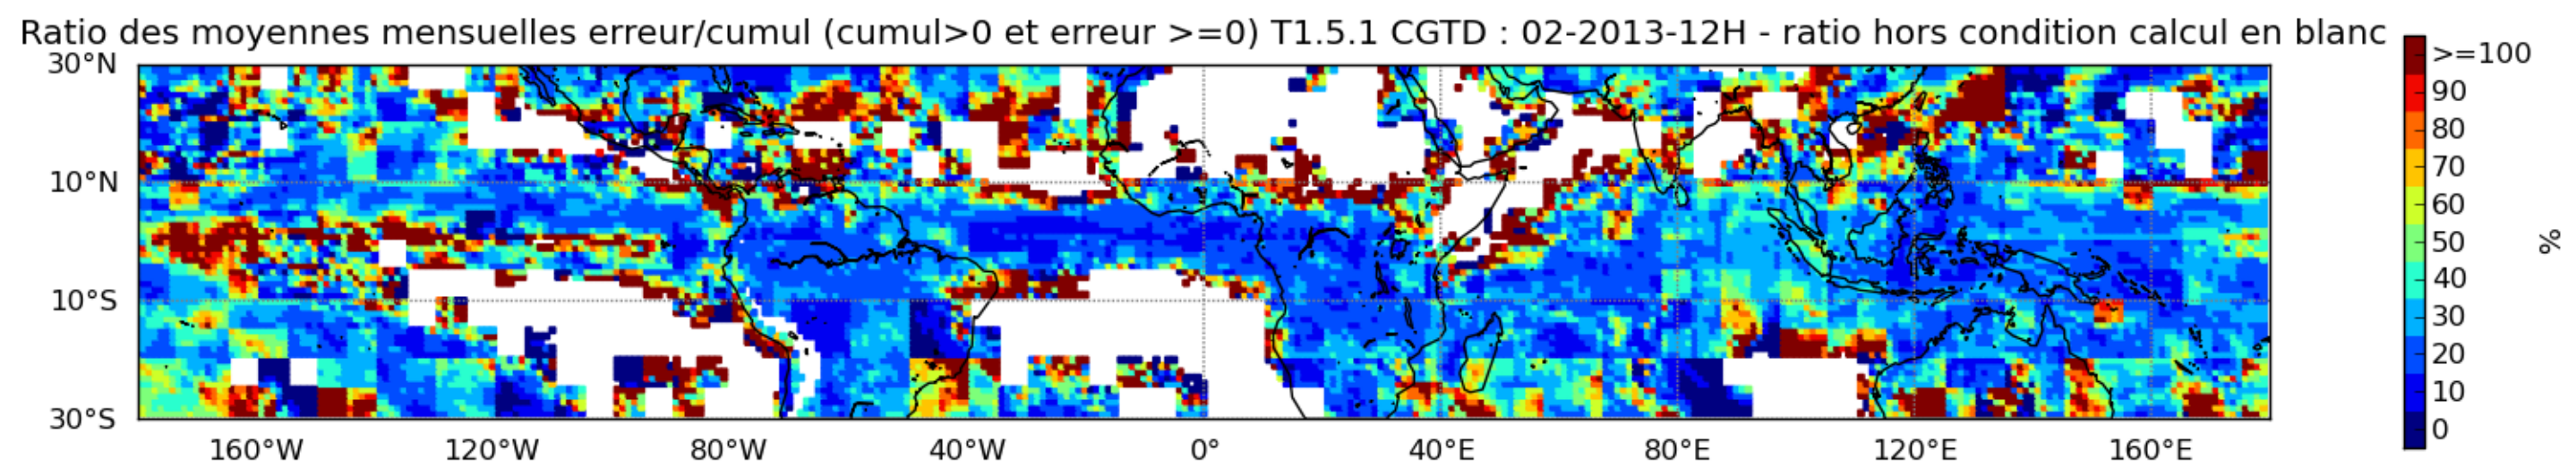 Ratio des moyennes mensuelles erreur/cumul (cumul>0 et erreur >=0) T1.5.1 CGTD : 02-2013-12H - ratio hors condition calcul en blanc
30°N
10°N
10°S
30°S
160°W 120°W 80°W 40°W 0° 40°E 80°E 120°E 160°E
>=100
90
80
70
60
50
40
30
20
10
0
%